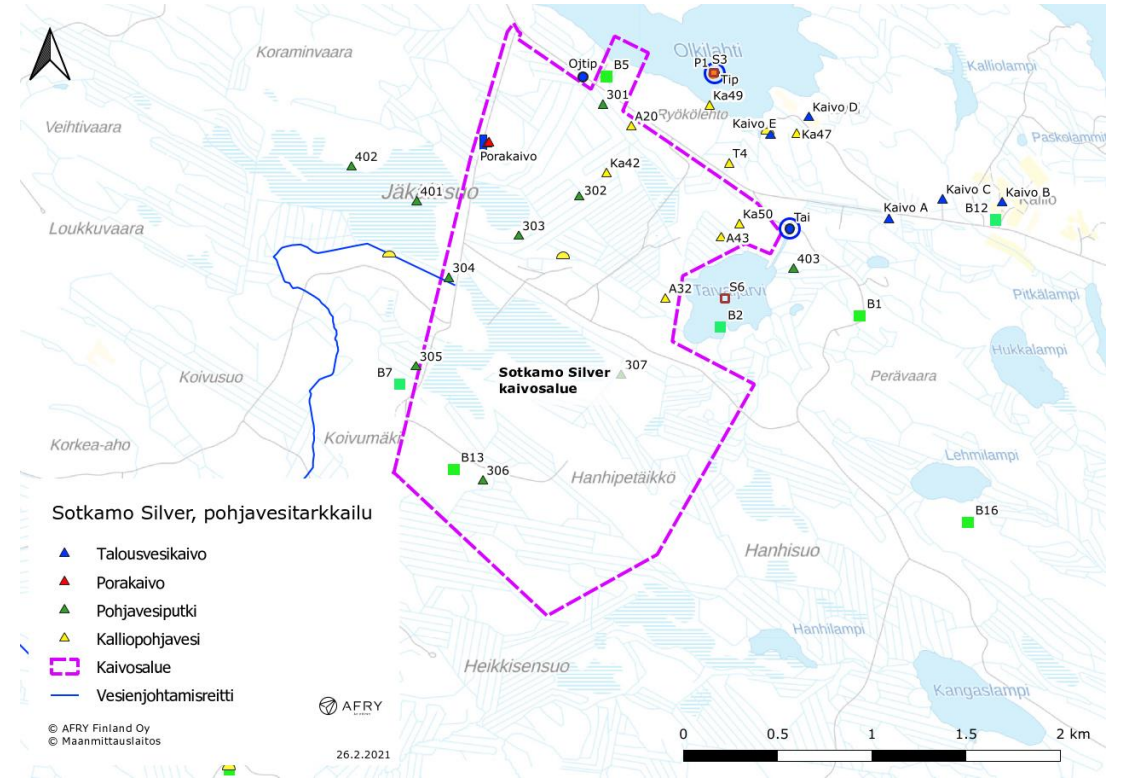 Koraminvaara
Olkilahti
Ojtip
B5
P1
S3
Tip
Kalliolampi
301
Ka49
Kaivo D
Ryökölehto
Veihtivaara
A20
Kaivo E
Ka47
Paskolammit
Porakaivo
T4
402
Ka42
Jäkäläsuo
401
302
Kaivo C
Kaivo B
Kallio
Kaivo A
B12
Loukkuvaara
303
Ka50
Tai
A43
304
403
Taivaljärvi
S6
A32
Pitkälampi
B2
B1
Hukkalampi
305
307
B7
Sotkamo Silver
kaivosalue
Koivusuo
Perävaara
Korkea-aho
Koivumäki
B13
306
Hanhipetäikkö
Lehmilampi
B16
Hanhisuo
Hanhilampi
Heikkisensuo
Kangaslampi
Sotkamo Silver, pohjavesitarkkailu
Talousvesikaivo
Porakaivo
Pohjavesiputki
Kalliopohjavesi
Kaivosalue
Vesienjohtamisreitti
AFRY
© AFRY Finland Oy
© Maanmittauslaitos
26.2.2021
0 0.5 1 1.5 2 km